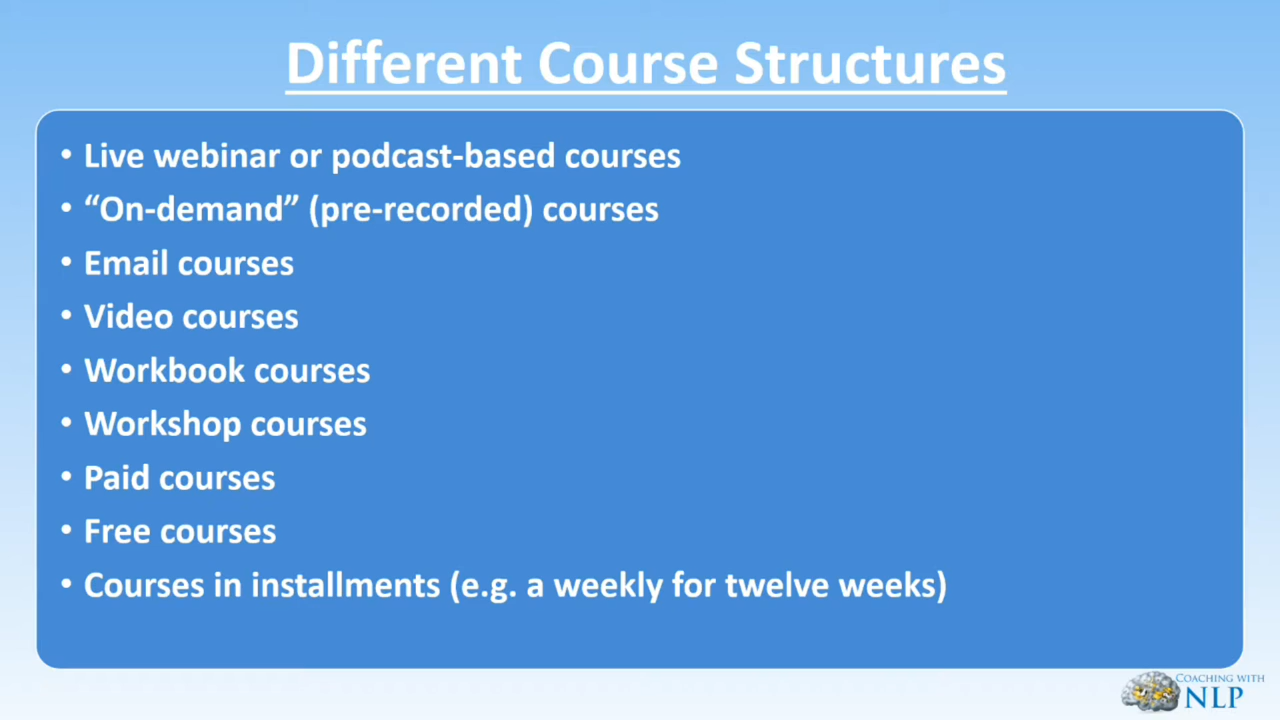 Different Course Structures
• Live webinar or podcast-based courses
• “On-demand” (pre-recorded) courses
• Email courses
• Video courses
• Workbook courses
• Workshop courses
• Paid courses
• Free courses
• Courses in installments (e.g. a weekly for twelve weeks)
COACHING WITH
NLP